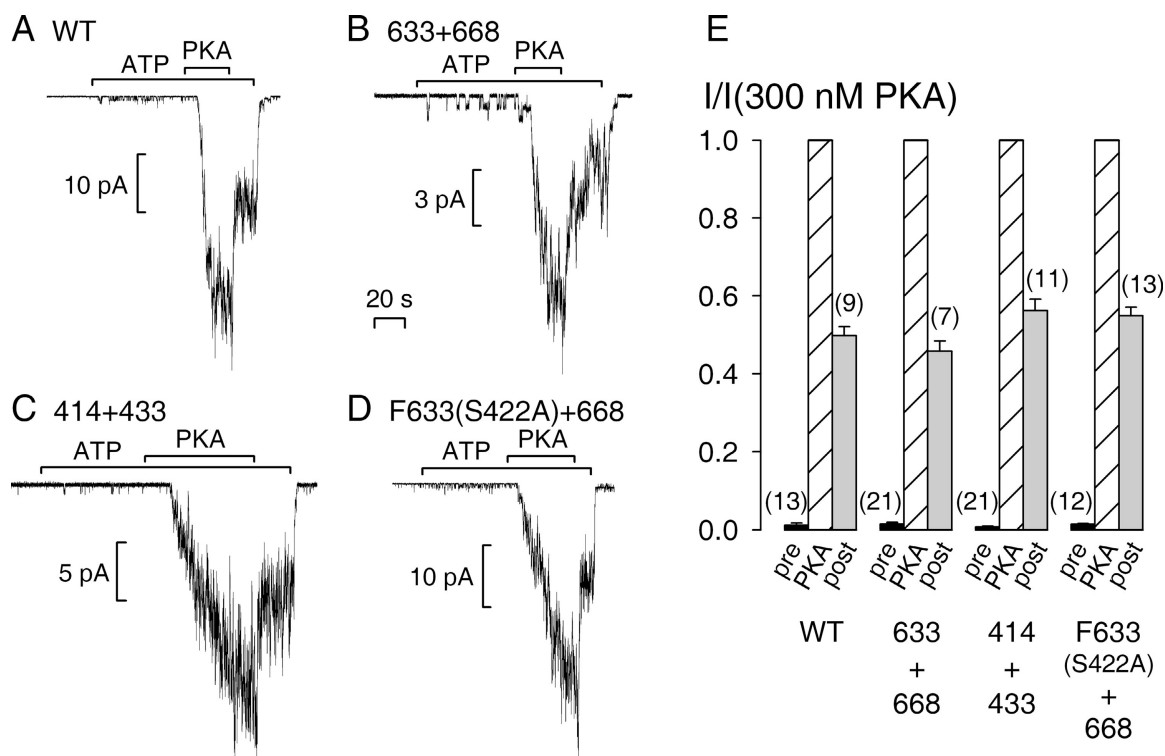 A WT
PKA
ATP
10 pA
B 633+668
PKA
ATP
3 pA
20 s
C 414+433
PKA
ATP
5 pA
D F633(S422A)+668
PKA
ATP
10 pA
E
I/I(300 nM PKA)
1.0
0.8
0.6
0.4
0.2
0.0
(13)
(9)
(21)
(7)
(21)
(11)
(12)
(13)
pre PKA post pre PKA post pre PKA post pre PKA post
WT
633
+
668
414
+
433
F633
(S422A)
+
668